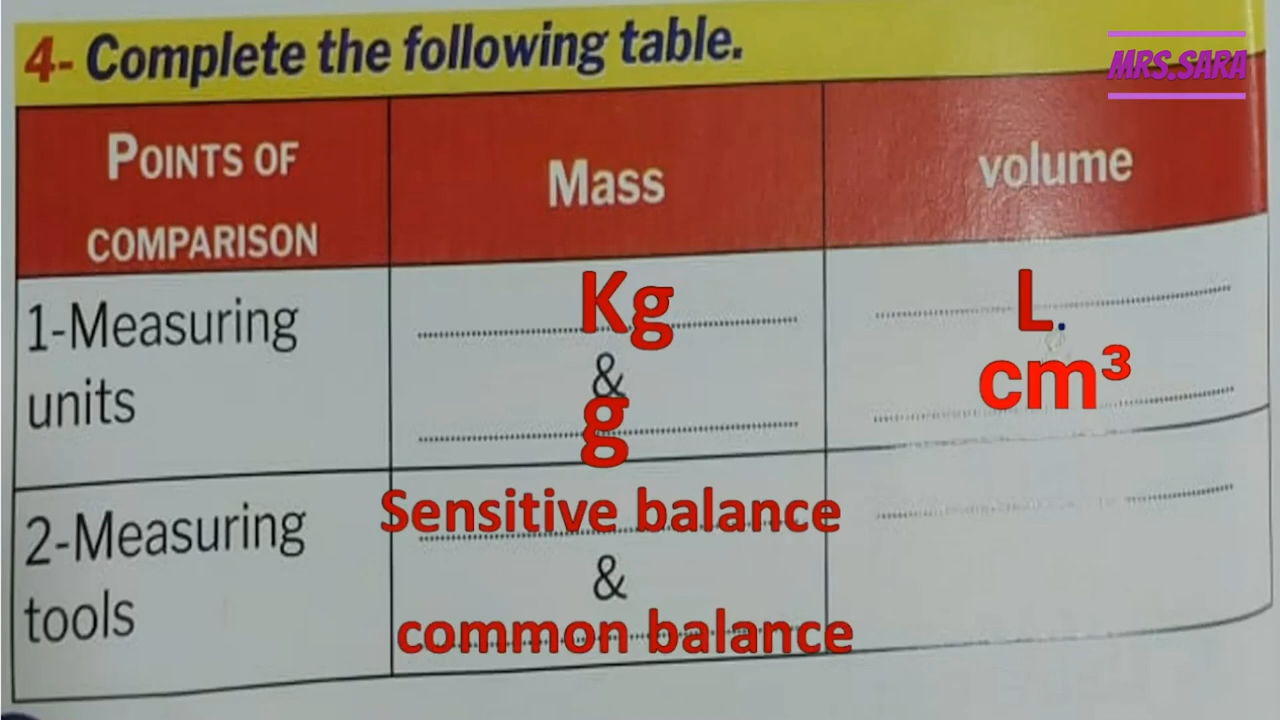 4- Complete the following table.
MRS.SARA
POINTS OF
COMPARISON
Mass
volume
1-Measuring
units
Kg
&
g
L.
cm³
2-Measuring
tools
Sensitive balance
&
common balance